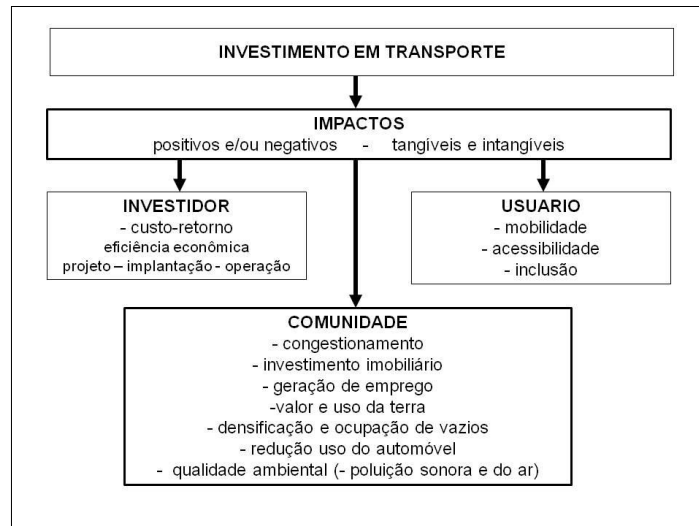 INVESTIMENTO EM TRANSPORTE
IMPACTOS
positivos e/ou negativos - tangiveis e intangíveis
INVESTIDOR
- custo-retorno
eficiência econômica
projeto – implantação - operação
USUARIO
- mobilidade
- acessibilidade
- inclusão
COMUNIDADE
- congestionamento
- investimento imobiliário
- geração de emprego
-valor e uso da terra
- densificação e ocupação de vazios
- redução uso do automóvel
- qualidade ambiental (- poluição sonora e do ar)